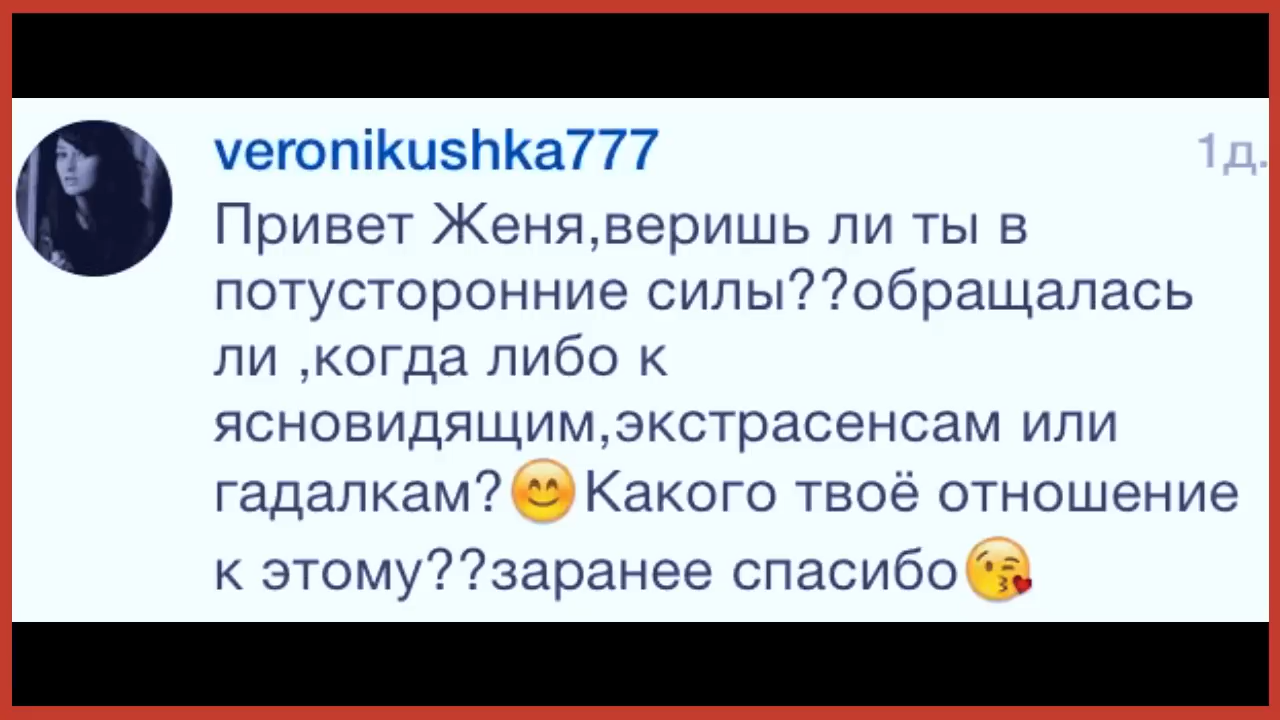 veronikushka777
1д.
Привет Женя,веришь ли ты в
потусторонние силы??обращалась
ли ,когда либо к
ясновидящим,экстрасенсам или
гадалкам?😊Какого твоё отношение
к этому??заранее спасибо😘